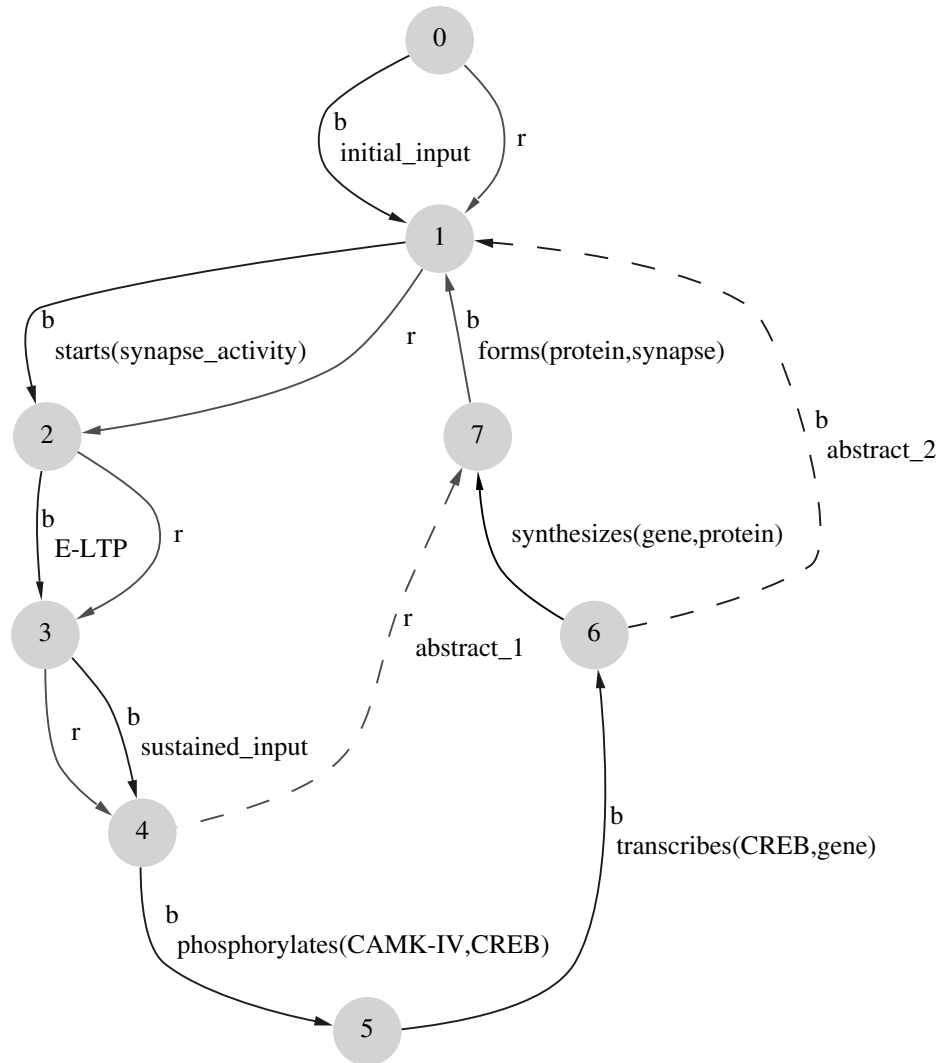 0
b
initial_input
r
1
b
starts(synapse_activity)
r
b
forms(protein,synapse)
2
7
b
abstract_2
b
E-LTP
r
synthesizes(gene,protein)
3
6
r
abstract_1
r
b
sustained_input
4
b
transcribes(CREB,gene)
b
phosphorylates(CAMK-IV,CREB)
5